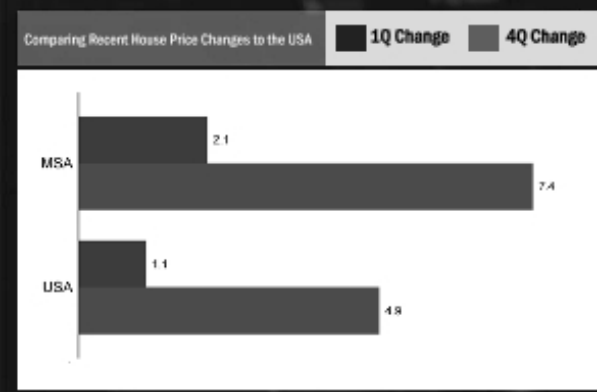 Comparing Recent House Price Changes to the USA
1Q Change
4Q Change
MSA
2.1
7.4
USA
1.1
4.9